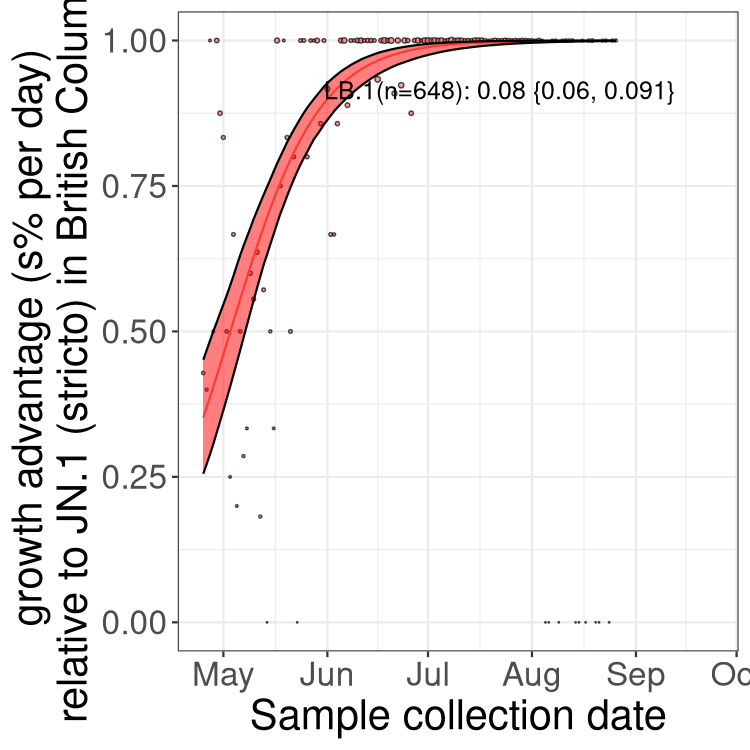 growth advantage (s% per day)
relative to JN.1 (stricto) in British Colum
1.00
0.75
0.50
0.25
0.00
LB.1(n=648): 0.08 {0.06, 0.091}
May Jun Jul Aug Sep Oc
Sample collection date